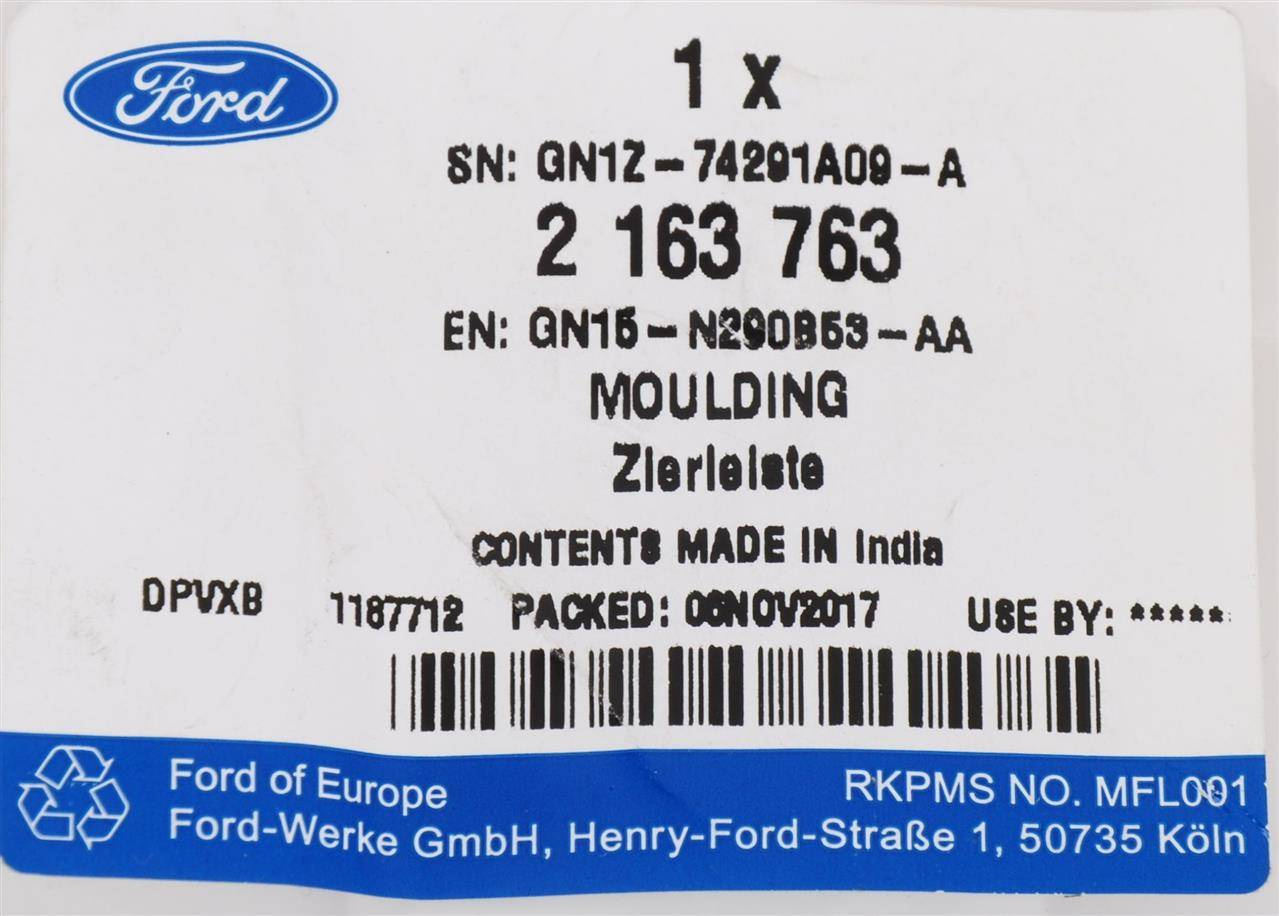 Ford
1 x
SN: GN1Z-74291A09-A
2 163 763
EN: GN15-N290B53-AA
MOULDING
Zierleiste
CONTENTS MADE IN India
DPVXB 1187712 PACKED: 06NOV2017 USE BY: *****
Ford of Europe RKPMS NO. MFL001
Ford-Werke GmbH, Henry-Ford-Straße 1, 50735 Köln